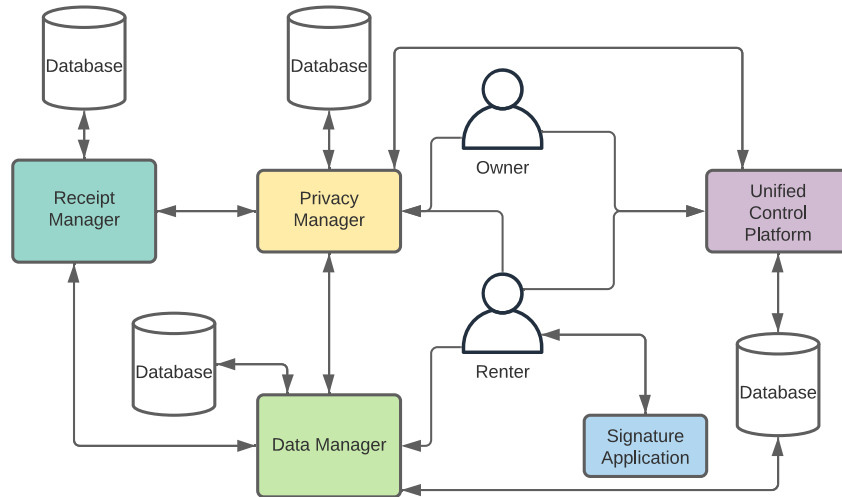 Database
Database
Owner
Receipt
Manager
Privacy
Manager
Unified
Control
Platform
Database
Renter
Database
Data Manager
Signature
Application